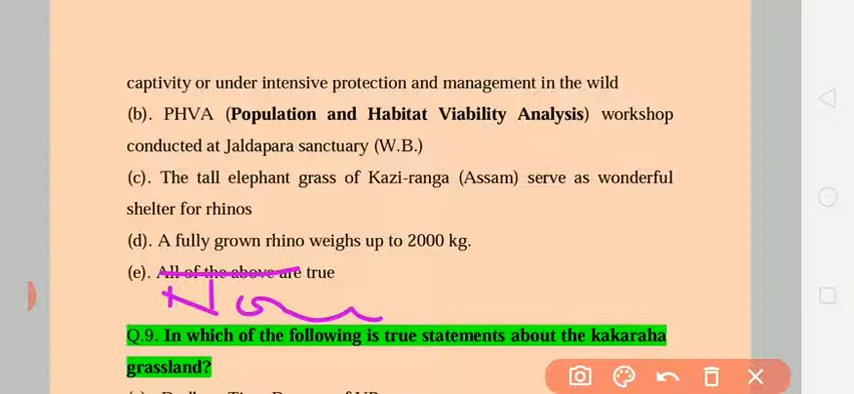 captivity or under intensive protection and management in the wild
(b). PHVA (Population and Habitat Viability Analysis) workshop
conducted at Jaldapara sanctuary (W.B.)
(c). The tall elephant grass of Kazi-ranga (Assam) serve as wonderful
shelter for rhinos
(d). A fully grown rhino weighs up to 2000 kg.
(e). All of the above are true
Q.9. In which of the following is true statements about the kakaraha
grassland?